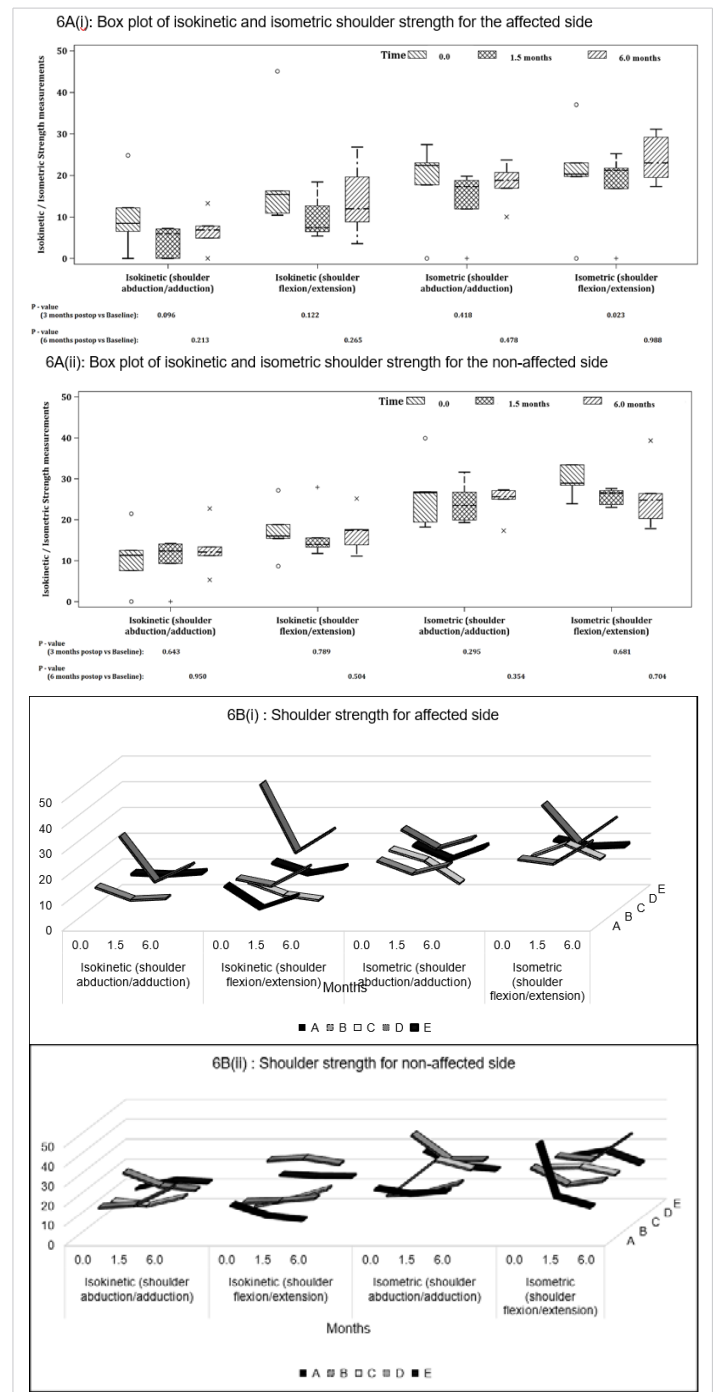 6A(i): Box plot of isokinetic and isometric shoulder strength for the affected side
Time 0.0 1.5 months 6.0 months
Isokinetic / Isometric Strength measurements
50
40
30
20
10
0
Isokinetic (shoulder abduction/adduction)
Isokinetic (shoulder flexion/extension)
Isometric (shoulder abduction/adduction)
Isometric (shoulder flexion/extension)
P - value
(3 months postop vs Baseline): 0.096 0.122 0.418 0.023
P - value
(6 months postop vs Baseline): 0.213 0.265 0.478 0.988
6A(ii): Box plot of isokinetic and isometric shoulder strength for the non-affected side
Time 0.0 1.5 months 6.0 months
Isokinetic / Isometric Strength measurements
50
40
30
20
10
0
Isokinetic (shoulder abduction/adduction)
Isokinetic (shoulder flexion/extension)
Isometric (shoulder abduction/adduction)
Isometric (shoulder flexion/extension)
P - value
(3 months postop vs Baseline): 0.643 0.789 0.295 0.681
P - value
(6 months postop vs Baseline): 0.950 0.504 0.354 0.704
6B(i) : Shoulder strength for affected side
50
40
30
20
10
0
A B C D E
0.0 1.5 6.0 0.0 1.5 6.0 0.0 1.5 6.0 0.0 1.5 6.0
Isokinetic (shoulder abduction/adduction)
Isokinetic (shoulder flexion/extension)
Isometric (shoulder abduction/adduction)
Isometric (shoulder flexion/extension)
Months
A B C D E
6B(ii) : Shoulder strength for non-affected side
50
40
30
20
10
0
A B C D E
0.0 1.5 6.0 0.0 1.5 6.0 0.0 1.5 6.0 0.0 1.5 6.0
Isokinetic (shoulder abduction/adduction)
Isokinetic (shoulder flexion/extension)
Isometric (shoulder abduction/adduction)
Isometric (shoulder flexion/extension)
Months
A B C D E